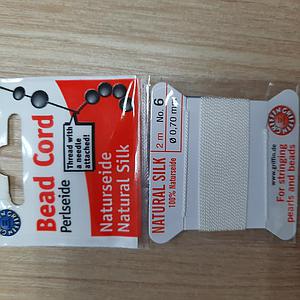 Bead Cord
Perlseide
Thread with
a needle
attached!
Naturseide
Natural Silk
NATURAL SILK
100% Naturseide
2 m No. 6
Ø 0,70 mm
www.griffin.de
For stringing
pearls and beads